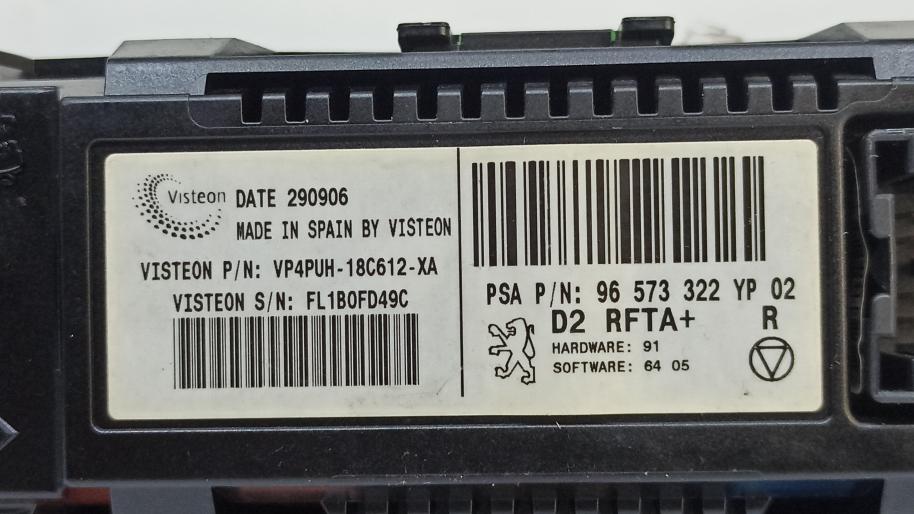 Visteon
DATE 290906
MADE IN SPAIN BY VISTEON
VISTEON P/N: VP4PUH-18C612-XA
VISTEON S/N: FL1B0FD49C
PSA P/N: 96 573 322 YP 02
D2 RFTA+ R
HARDWARE: 91
SOFTWARE: 64 05